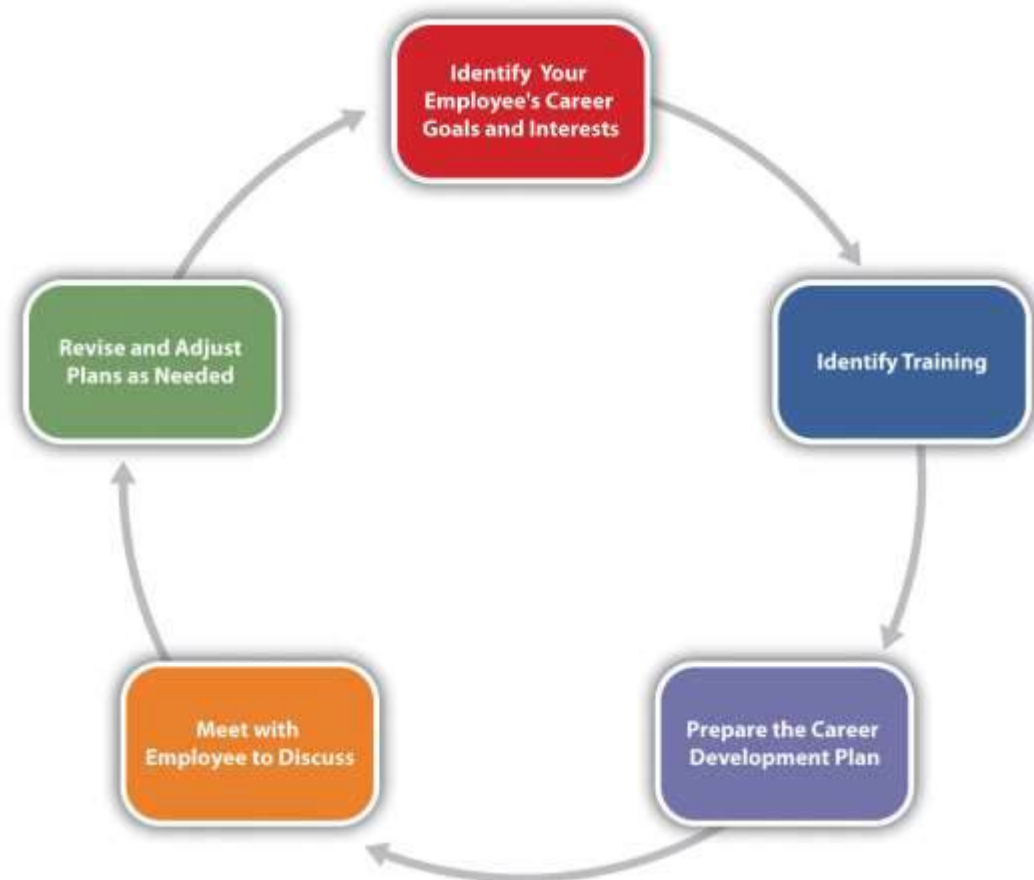 Identify Your
Employee's Career
Goals and Interests
Identify Training
Prepare the Career
Development Plan
Meet with
Employee to Discuss
Revise and Adjust
Plans as Needed